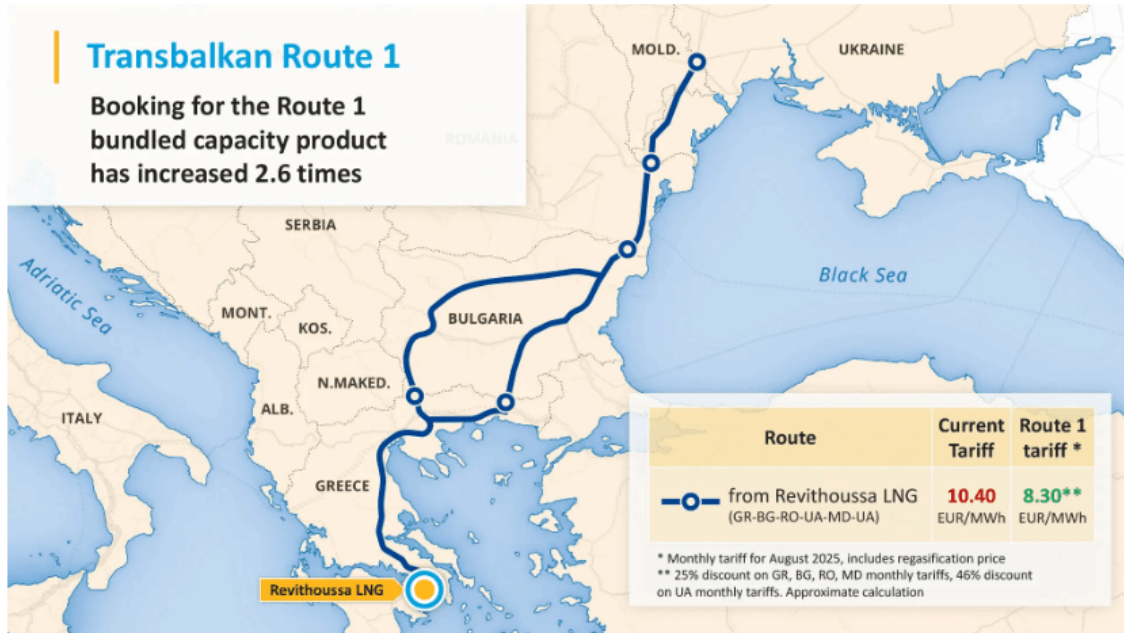 Transbalkan Route 1
Booking for the Route 1
bundled capacity product
has increased 2.6 times
MOLD.
UKRAINE
ROMANIA
SERBIA
Adriatic Sea
Black Sea
MONT.
KOS.
BULGARIA
N.MAKED.
ALB.
ITALY
GREECE
Revithoussa LNG
Route
Current
Tariff
Route 1
tariff *
from Revithoussa LNG
(GR-BG-RO-UA-MD-UA)
10.40
EUR/MWh
8.30**
EUR/MWh
* Monthly tariff for August 2025, includes regasification price
** 25% discount on GR, BG, RO, MD monthly tariffs, 46% discount
on UA monthly tariffs. Approximate calculation